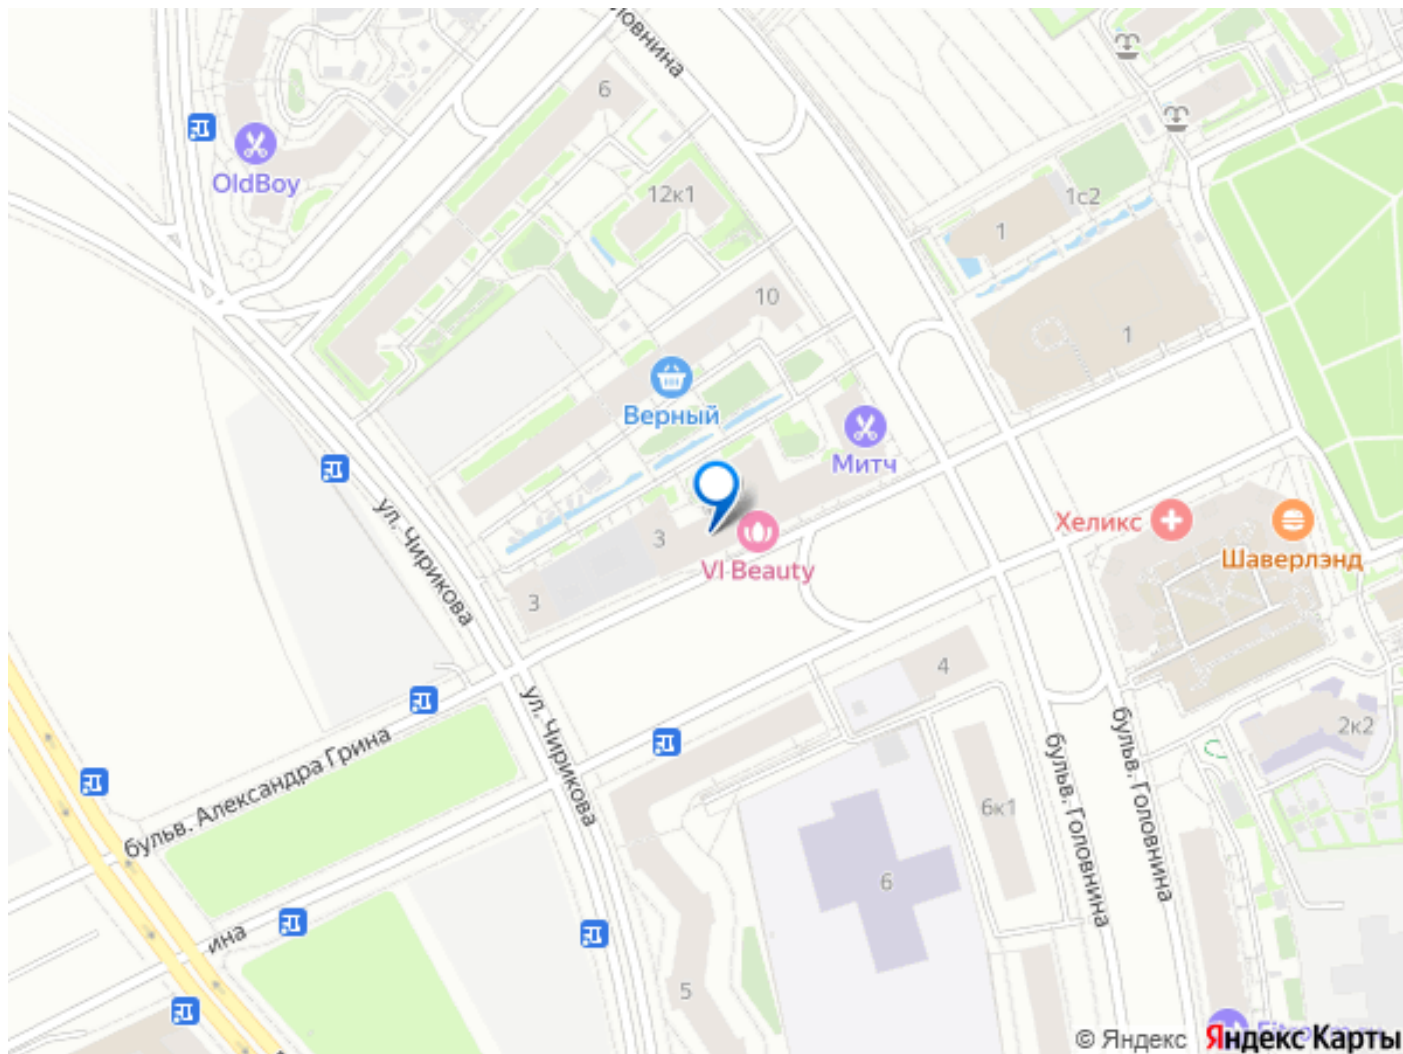 6
OldBoy
12к1
1с2
1
10
1
Верный
Митч
ул. Чирикова
3
VI Beauty
3
Хеликс
Шаверлэнд
4
ул. Чирикова
2к2
бульв. Александра Грина
бульв. Головнина
бульв. Головнина
6к1
6
ина
5
© Яндекс Яндекс Карты